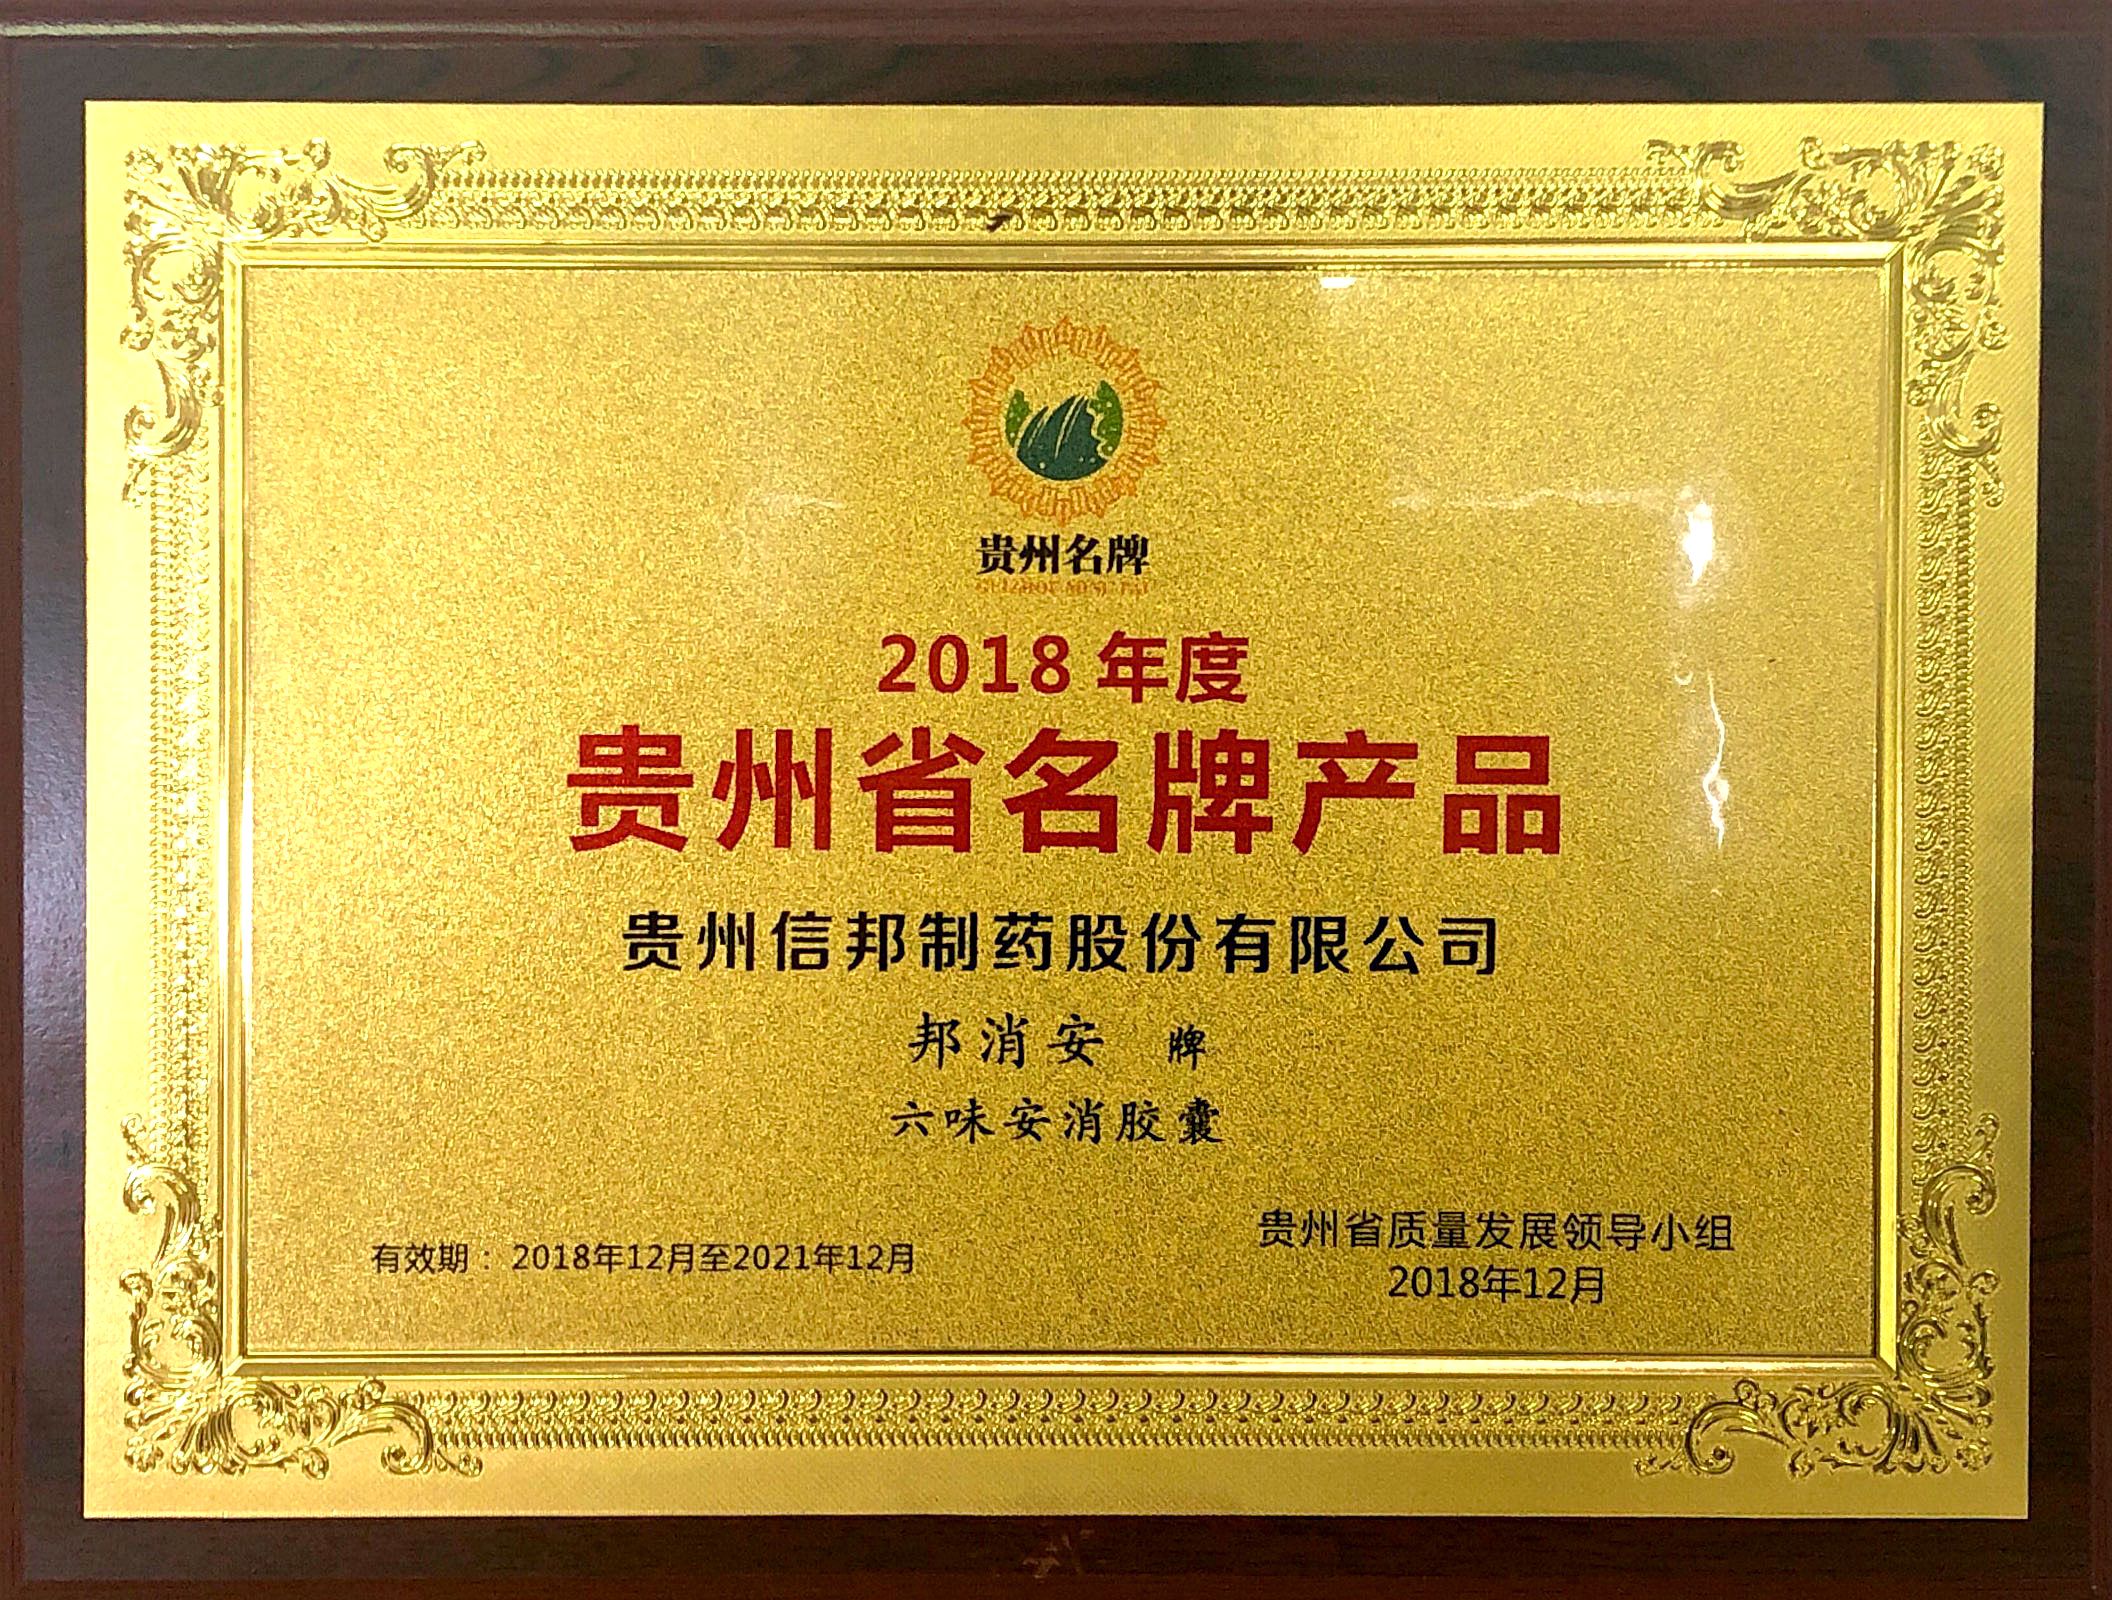 贵州名牌
2018 年度
贵州省名牌产品
贵州信邦制药股份有限公司
邦消安 牌
六味安消胶囊
有效期：2018年12月至2021年12月
贵州省质量发展领导小组
2018年12月